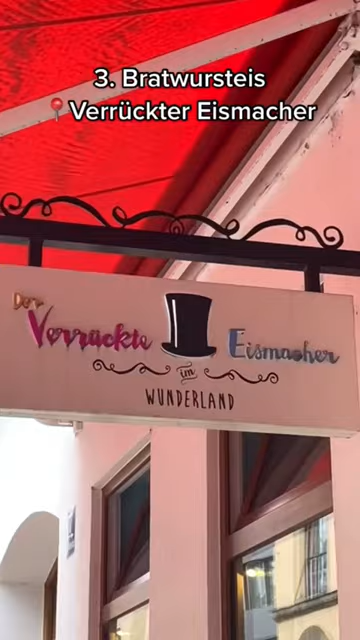 3. Bratwursteis
📍Verrückter Eismacher
Der
Verrückte Eismacher
im
WUNDERLAND